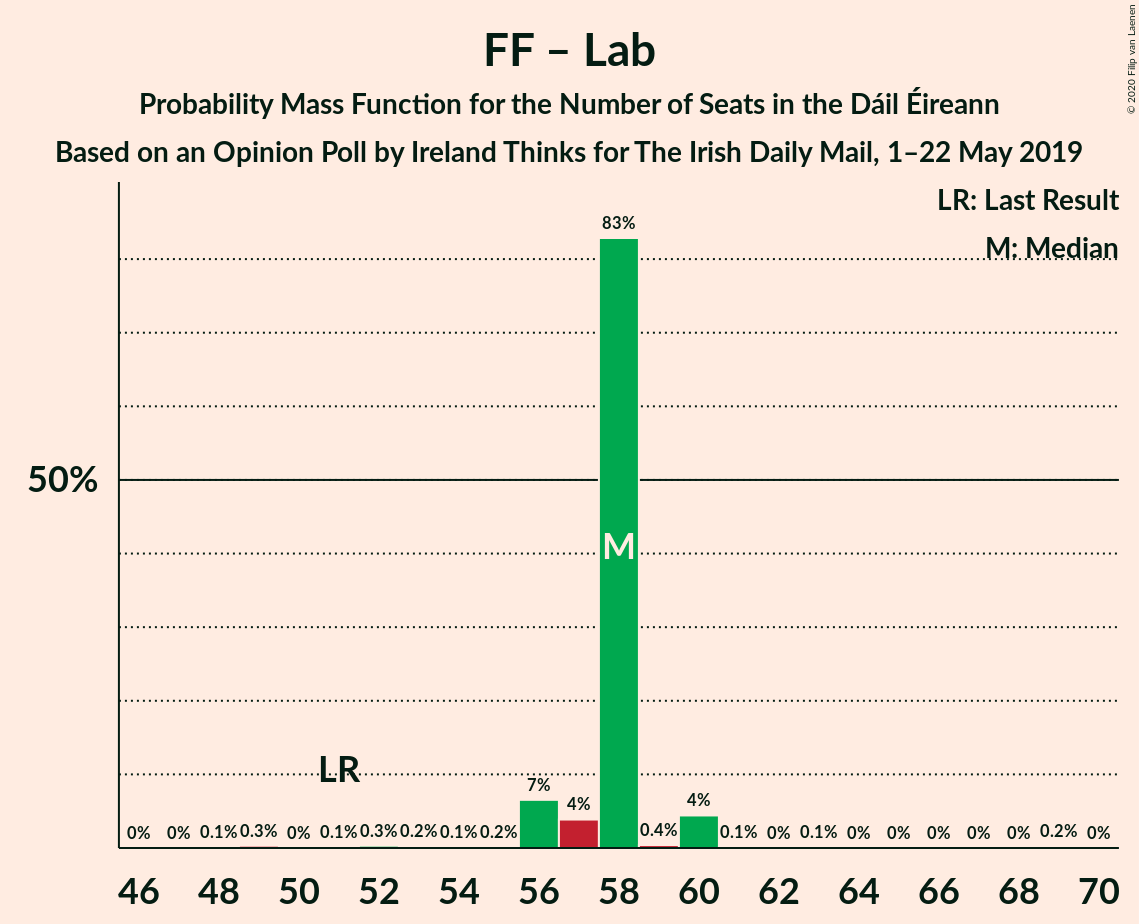 FF – Lab
Probability Mass Function for the Number of Seats in the Dáil Éireann
Based on an Opinion Poll by Ireland Thinks for The Irish Daily Mail, 1–22 May 2019
© 2020 Filip van Laenen
LR: Last Result
M: Median
50%
LR
M
0% 0% 0.1% 0.3% 0% 0.1% 0.3% 0.2% 0.1% 0.2% 7% 4% 83% 0.4% 4% 0.1% 0% 0.1% 0% 0% 0% 0% 0% 0.2% 0%
46 48 50 52 54 56 58 60 62 64 66 68 70